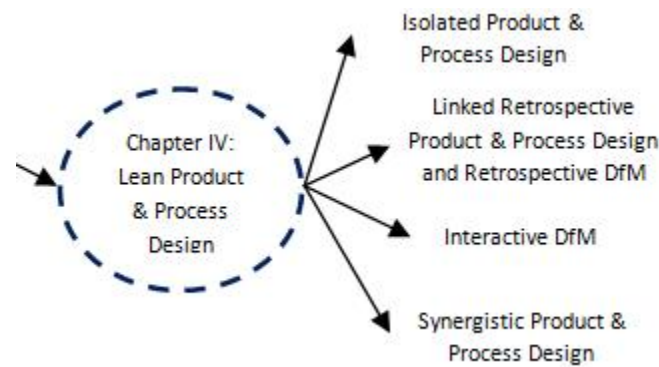 Chapter IV:
Lean Product
& Process
Design
Isolated Product &
Process Design
Linked Retrospective
Product & Process Design
and Retrospective DfM
Interactive DfM
Synergistic Product &
Process Design